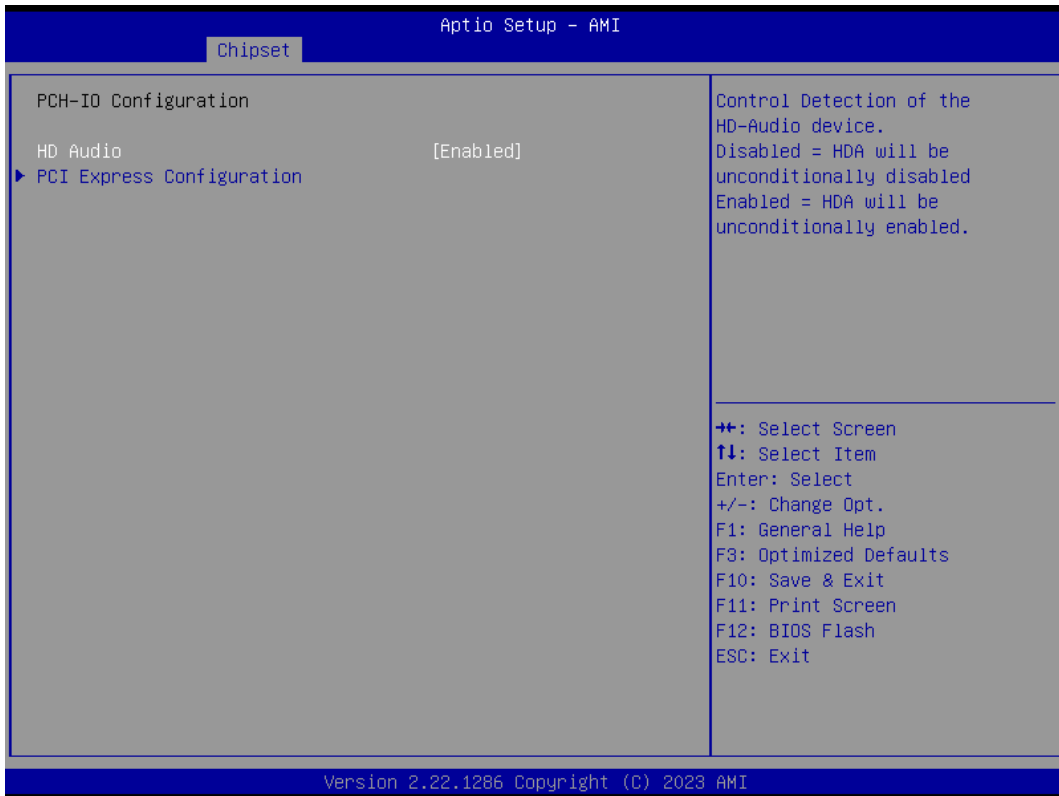 Aptio Setup – AMI
Chipset
PCH-IO Configuration
HD Audio [Enabled]
PCI Express Configuration
Control Detection of the
HD-Audio device.
Disabled = HDA will be
unconditionally disabled
Enabled = HDA will be
unconditionally enabled.
→←: Select Screen
↑↓: Select Item
Enter: Select
+/-: Change Opt.
F1: General Help
F3: Optimized Defaults
F10: Save & Exit
F11: Print Screen
F12: BIOS Flash
ESC: Exit
Version 2.22.1286 Copyright (C) 2023 AMI